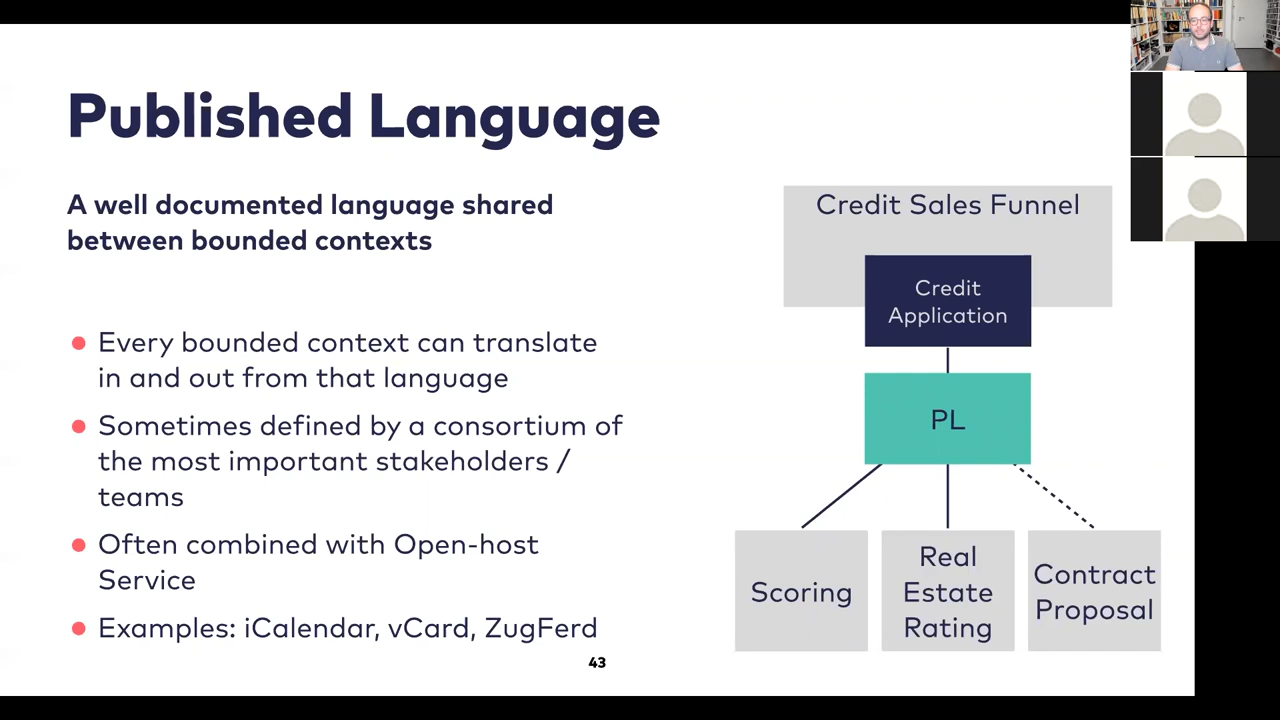 Published Language
A well documented language shared
between bounded contexts
Every bounded context can translate
in and out from that language
Sometimes defined by a consortium of
the most important stakeholders /
teams
Often combined with Open-host
Service
Examples: iCalendar, vCard, ZugFerd
Credit Sales Funnel
Credit
Application
PL
Scoring
Real
Estate
Rating
Contract
Proposal
43